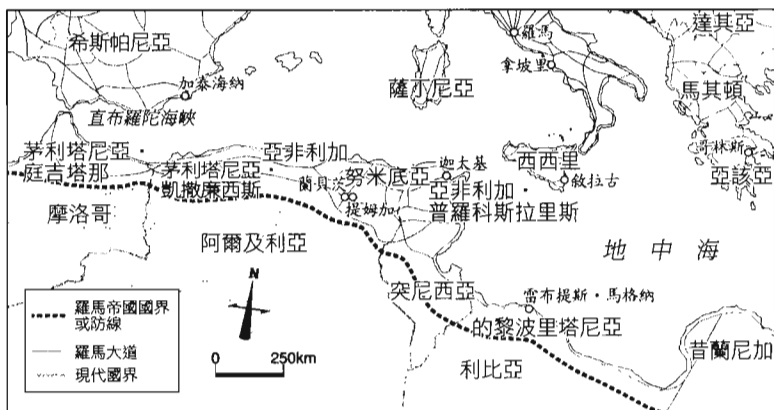 希斯帕尼亞
加泰海納
直布羅陀海峽
薩丁尼亞
羅馬
拿坡里
達其亞
馬其頓
哥林斯
亞該亞
茅利塔尼亞・
庭吉塔那
茅利塔尼亞・
凱撒廉西斯
亞非利加
努米底亞
蘭貝茨
提姆加
迦太基
亞非利加・
普羅科斯拉里斯
西西里
敘拉古
摩洛哥
阿爾及利亞
地中海
突尼西亞
雷布提斯・馬格納
的黎波里塔尼亞
利比亞
昔蘭尼加
N
0 250km
羅馬帝國國界
或防線
羅馬大道
現代國界